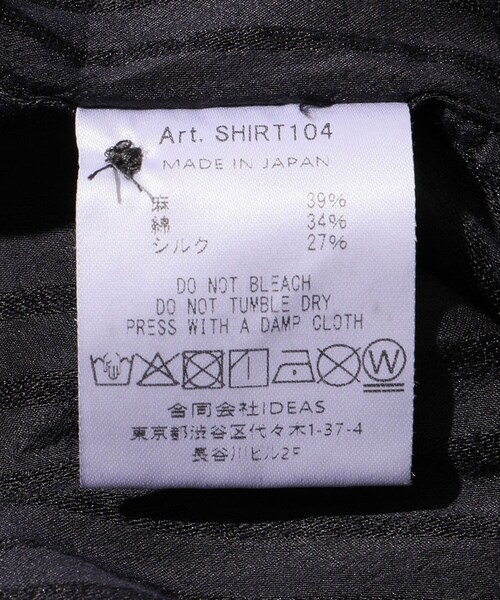 Art. SHIRT104
MADE IN JAPAN
麻 39%
綿 34%
シルク 27%
DO NOT BLEACH
DO NOT TUMBLE DRY
PRESS WITH A DAMP CLOTH
W
合同会社IDEAS
東京都渋谷区代々木1-37-4
長谷川ビル2F